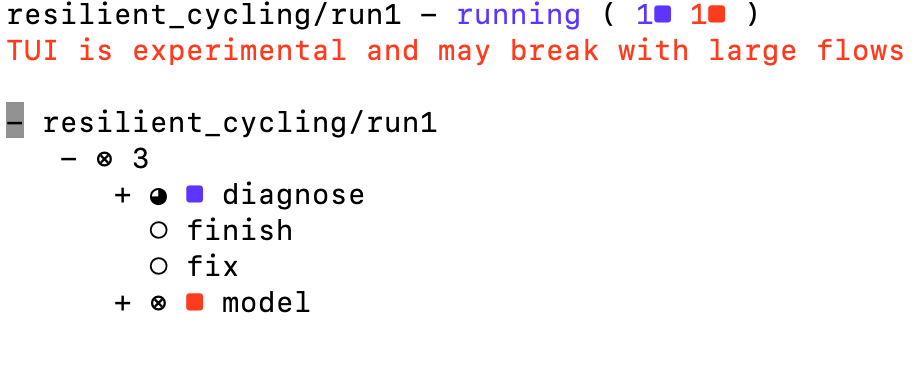 resilient_cycling/run1 - running ( 1■ 1■ )
TUI is experimental and may break with large flows
- resilient_cycling/run1
- ⊗ 3
+ ◕ ■ diagnose
○ finish
○ fix
+ ⊗ ■ model